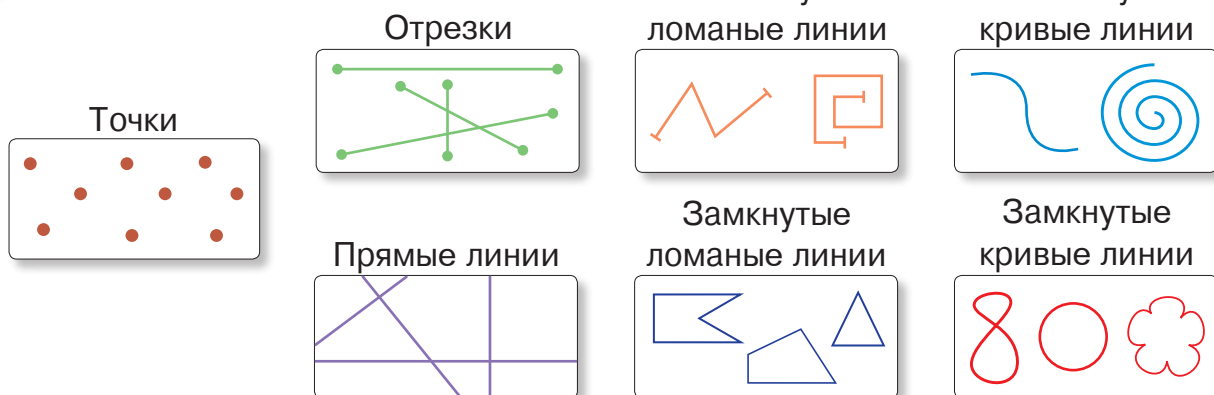 Точки
Отрезки
ломаные линии
кривые линии
Прямые линии
Замкнутые
ломаные линии
Замкнутые
кривые линии